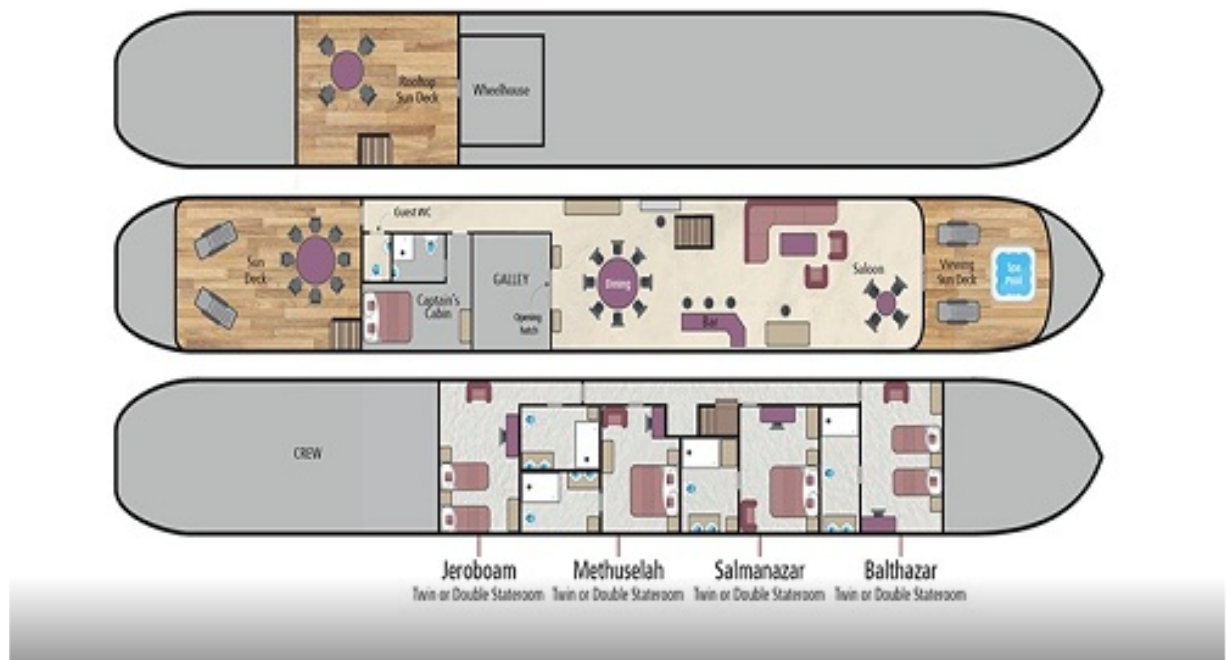 Rooftop
Sun Deck
Wheelhouse
Guest WC
Sun
Deck
Captain's
Cabin
GALLEY
Opening
hatch
Dining
Bar
Saloon
Viewing
Sun Deck
Spa
Pool
CREW
Jeroboam
Twin or Double Stateroom
Methuselah
Twin or Double Stateroom
Salmanazar
Twin or Double Stateroom
Balthazar
Twin or Double Stateroom